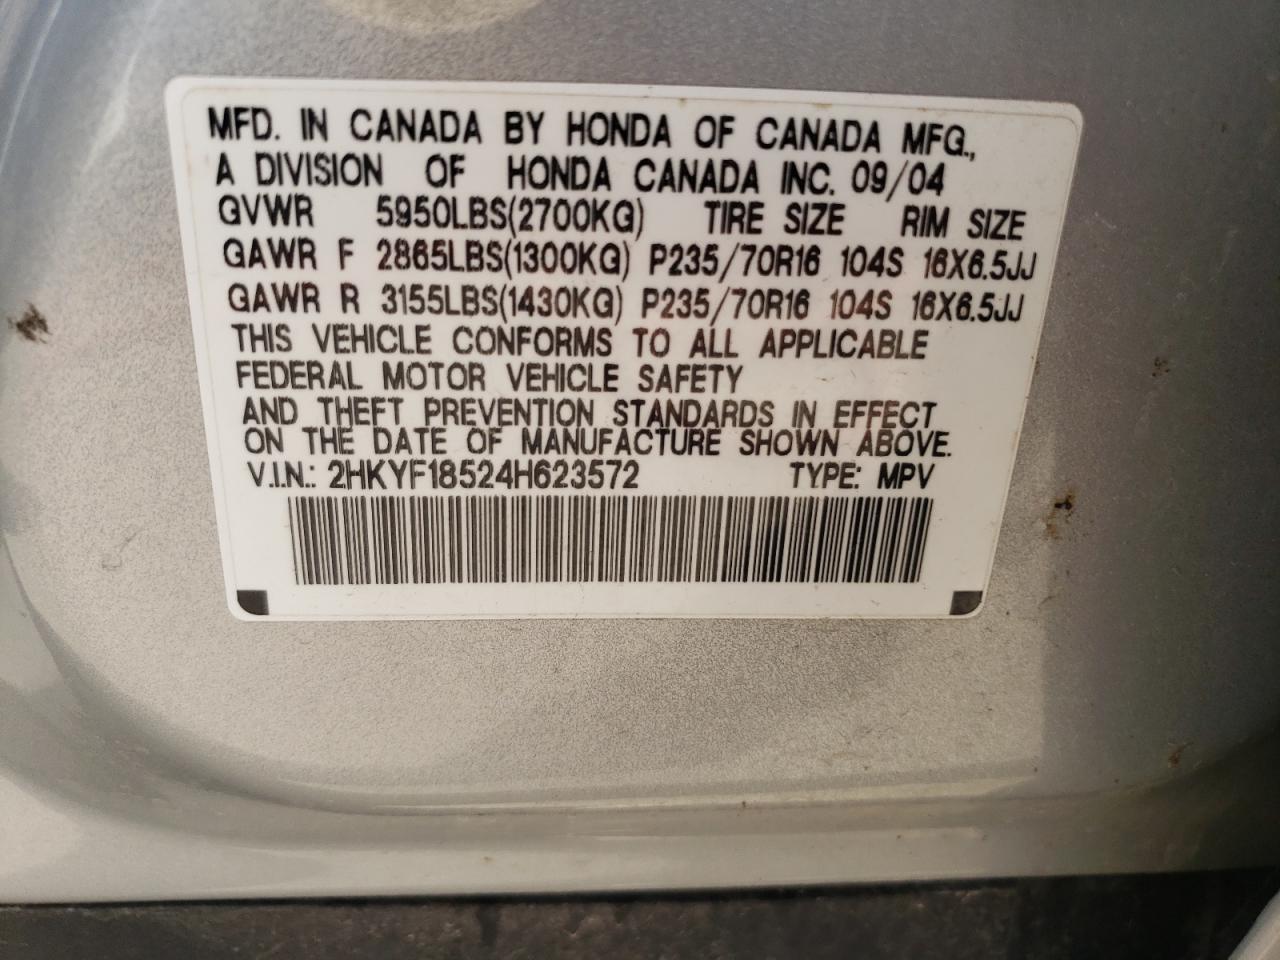 MFD. IN CANADA BY HONDA OF CANADA MFG.,
A DIVISION OF HONDA CANADA INC. 09/04
GVWR 5950LBS(2700KG) TIRE SIZE RIM SIZE
GAWR F 2865LBS(1300KG) P235/70R16 104S 16X6.5JJ
GAWR R 3155LBS(1430KG) P235/70R16 104S 16X6.5JJ
THIS VEHICLE CONFORMS TO ALL APPLICABLE
FEDERAL MOTOR VEHICLE SAFETY
AND THEFT PREVENTION STANDARDS IN EFFECT
ON THE DATE OF MANUFACTURE SHOWN ABOVE.
V.I.N.: 2HKYF18524H623572 TYPE: MPV